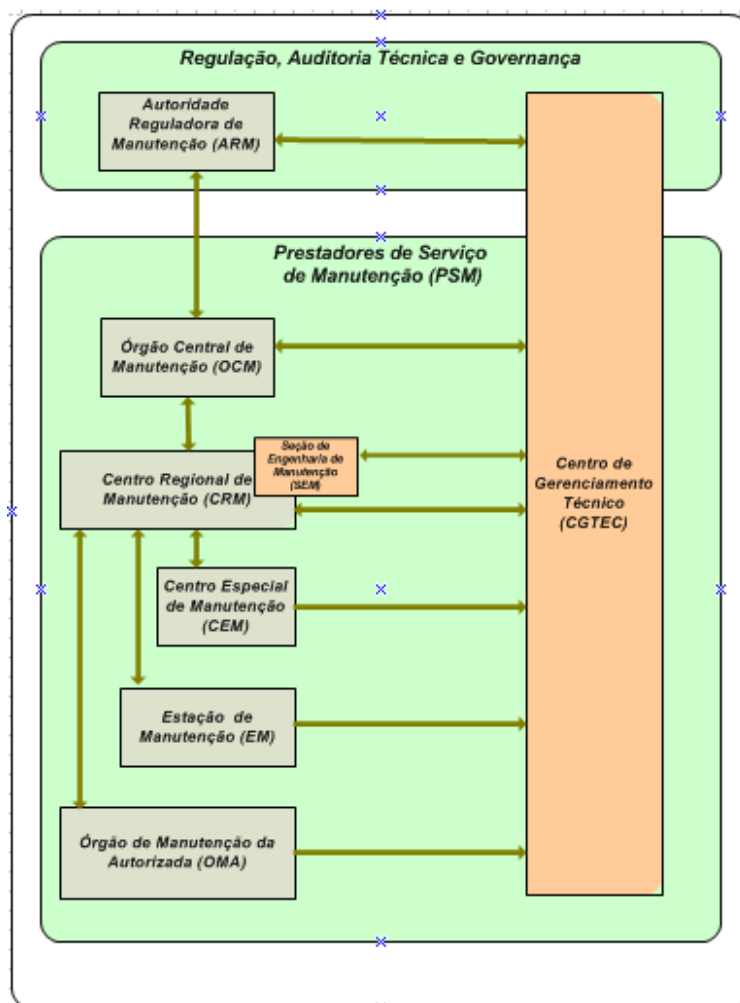 Regulação, Auditoria Técnica e Governança
Autoridade
Reguladora de
Manutenção (ARM)
Prestadores de Serviço
de Manutenção (PSM)
Órgão Central de
Manutenção (OCM)
Seção de
Engenharia de
Manutenção
(SEM)
Centro Regional de
Manutenção (CRM)
Centro de
Gerenciamento
Técnico
(CGTEC)
Centro Especial
de Manutenção
(CEM)
Estação de
Manutenção (EM)
Órgão de Manutenção da
Autorizada (OMA)